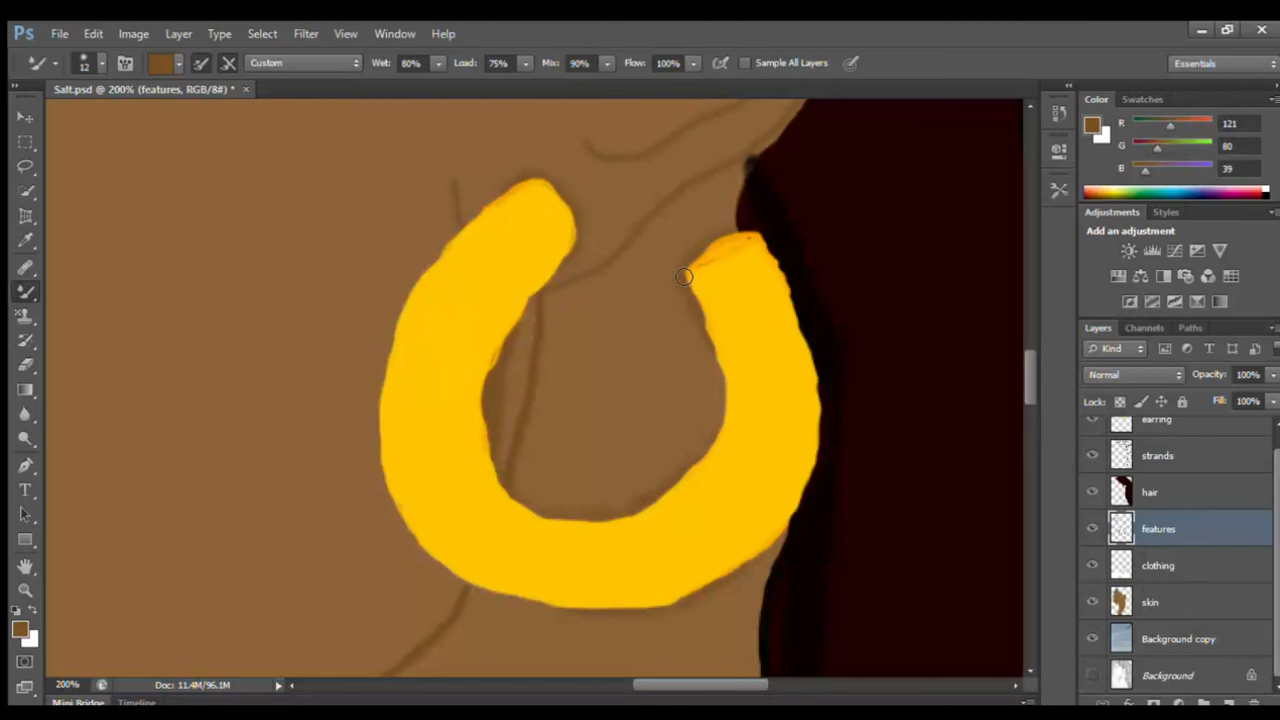 Ps File Edit Image Layer Type Select Filter View Window Help
12 Custom Wet: 80% Load: 75% Mix: 90% Flow: 100% Sample All Layers Essentials
Salt.psd @ 200% (features, RGB/8#) * ×
Color Swatches
R 121
G 80
B 39
Adjustments Styles
Add an adjustment
Layers Channels Paths
Kind
Normal Opacity: 100%
Lock: Fill: 100%
earring
strands
hair
features
clothing
skin
Background copy
Background
200% Doc: 11.4M/96.1M
Mini Bridge Timeline